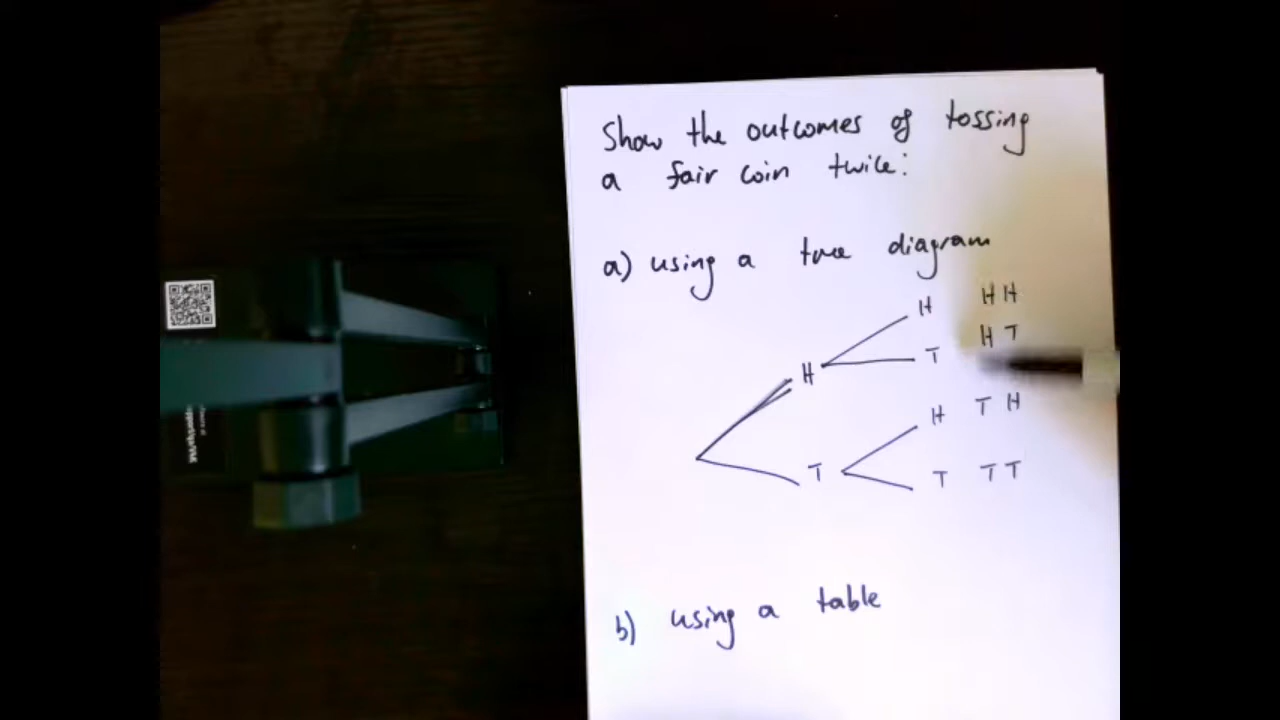 Show the outcomes of tossing
a fair coin twice:
a) using a tree diagram
H HH
T HT
H
H TH
T
T TT
b) using a table